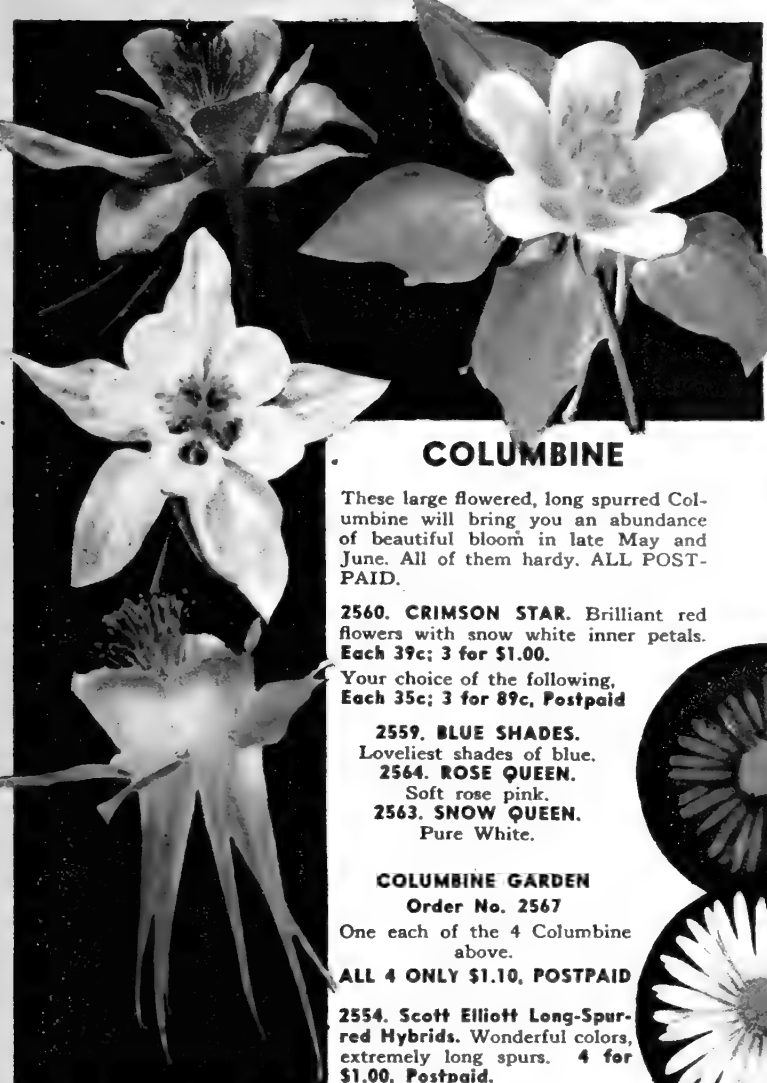 COLUMBINE
These large flowered, long spurred Col-
umbine will bring you an abundance
of beautiful bloom in late May and
June. All of them hardy. ALL POST-
PAID.
2560. CRIMSON STAR. Brilliant red
flowers with snow white inner petals.
Each 39c; 3 for $1.00.
Your choice of the following,
Each 35c; 3 for 89c, Postpaid
2559. BLUE SHADES.
Loveliest shades of blue.
2564. ROSE QUEEN.
Soft rose pink.
2563. SNOW QUEEN.
Pure White.
COLUMBINE GARDEN
Order No. 2567
One each of the 4 Columbine
above.
ALL 4 ONLY $1.10, POSTPAID
2554. Scott Elliott Long-Spur-
red Hybrids. Wonderful colors,
extremely long spurs. 4 for
$1.00, Postpaid.